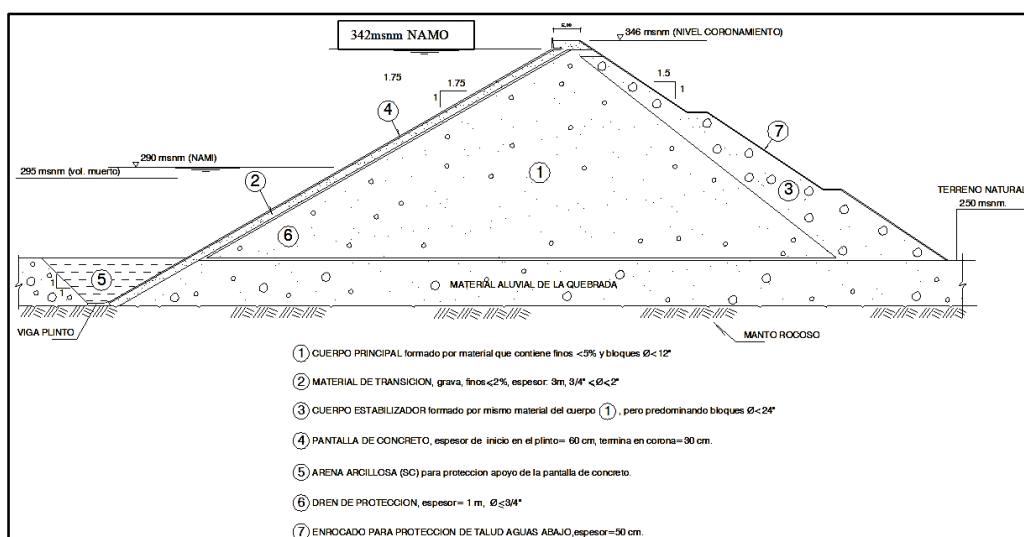 342msnm NAMO
346 msnm (NIVEL CORONAMIENTO)
1.75
1.75
1
1.5
1
4
7
290 msnm (NAMI)
295 msnm (vol. muerto)
1
2
3
TERRENO NATURAL
250 msnm.
6
5
1
1
MATERIAL ALUVIAL DE LA QUEBRADA
VIGA PLINTO
MANTO ROCOSO
1 CUERPO PRINCIPAL formado por material que contiene finos <5% y bloques Ø<12"
2 MATERIAL DE TRANSICION, grava, finos<2%, espesor: 3m, 3/4" <Ø<2"
3 CUERPO ESTABILIZADOR formado por mismo material del cuerpo 1 , pero predominando bloques Ø<24"
4 PANTALLA DE CONCRETO, espesor de inicio en el plinto= 60 cm, termina en corona=30 cm.
5 ARENA ARCILLOSA (SC) para proteccion apoyo de la pantalla de concreto.
6 DREN DE PROTECCION, espesor= 1 m, Ø≤3/4"
7 ENROCADO PARA PROTECCION DE TALUD AGUAS ABAJO,espesor=50 cm.